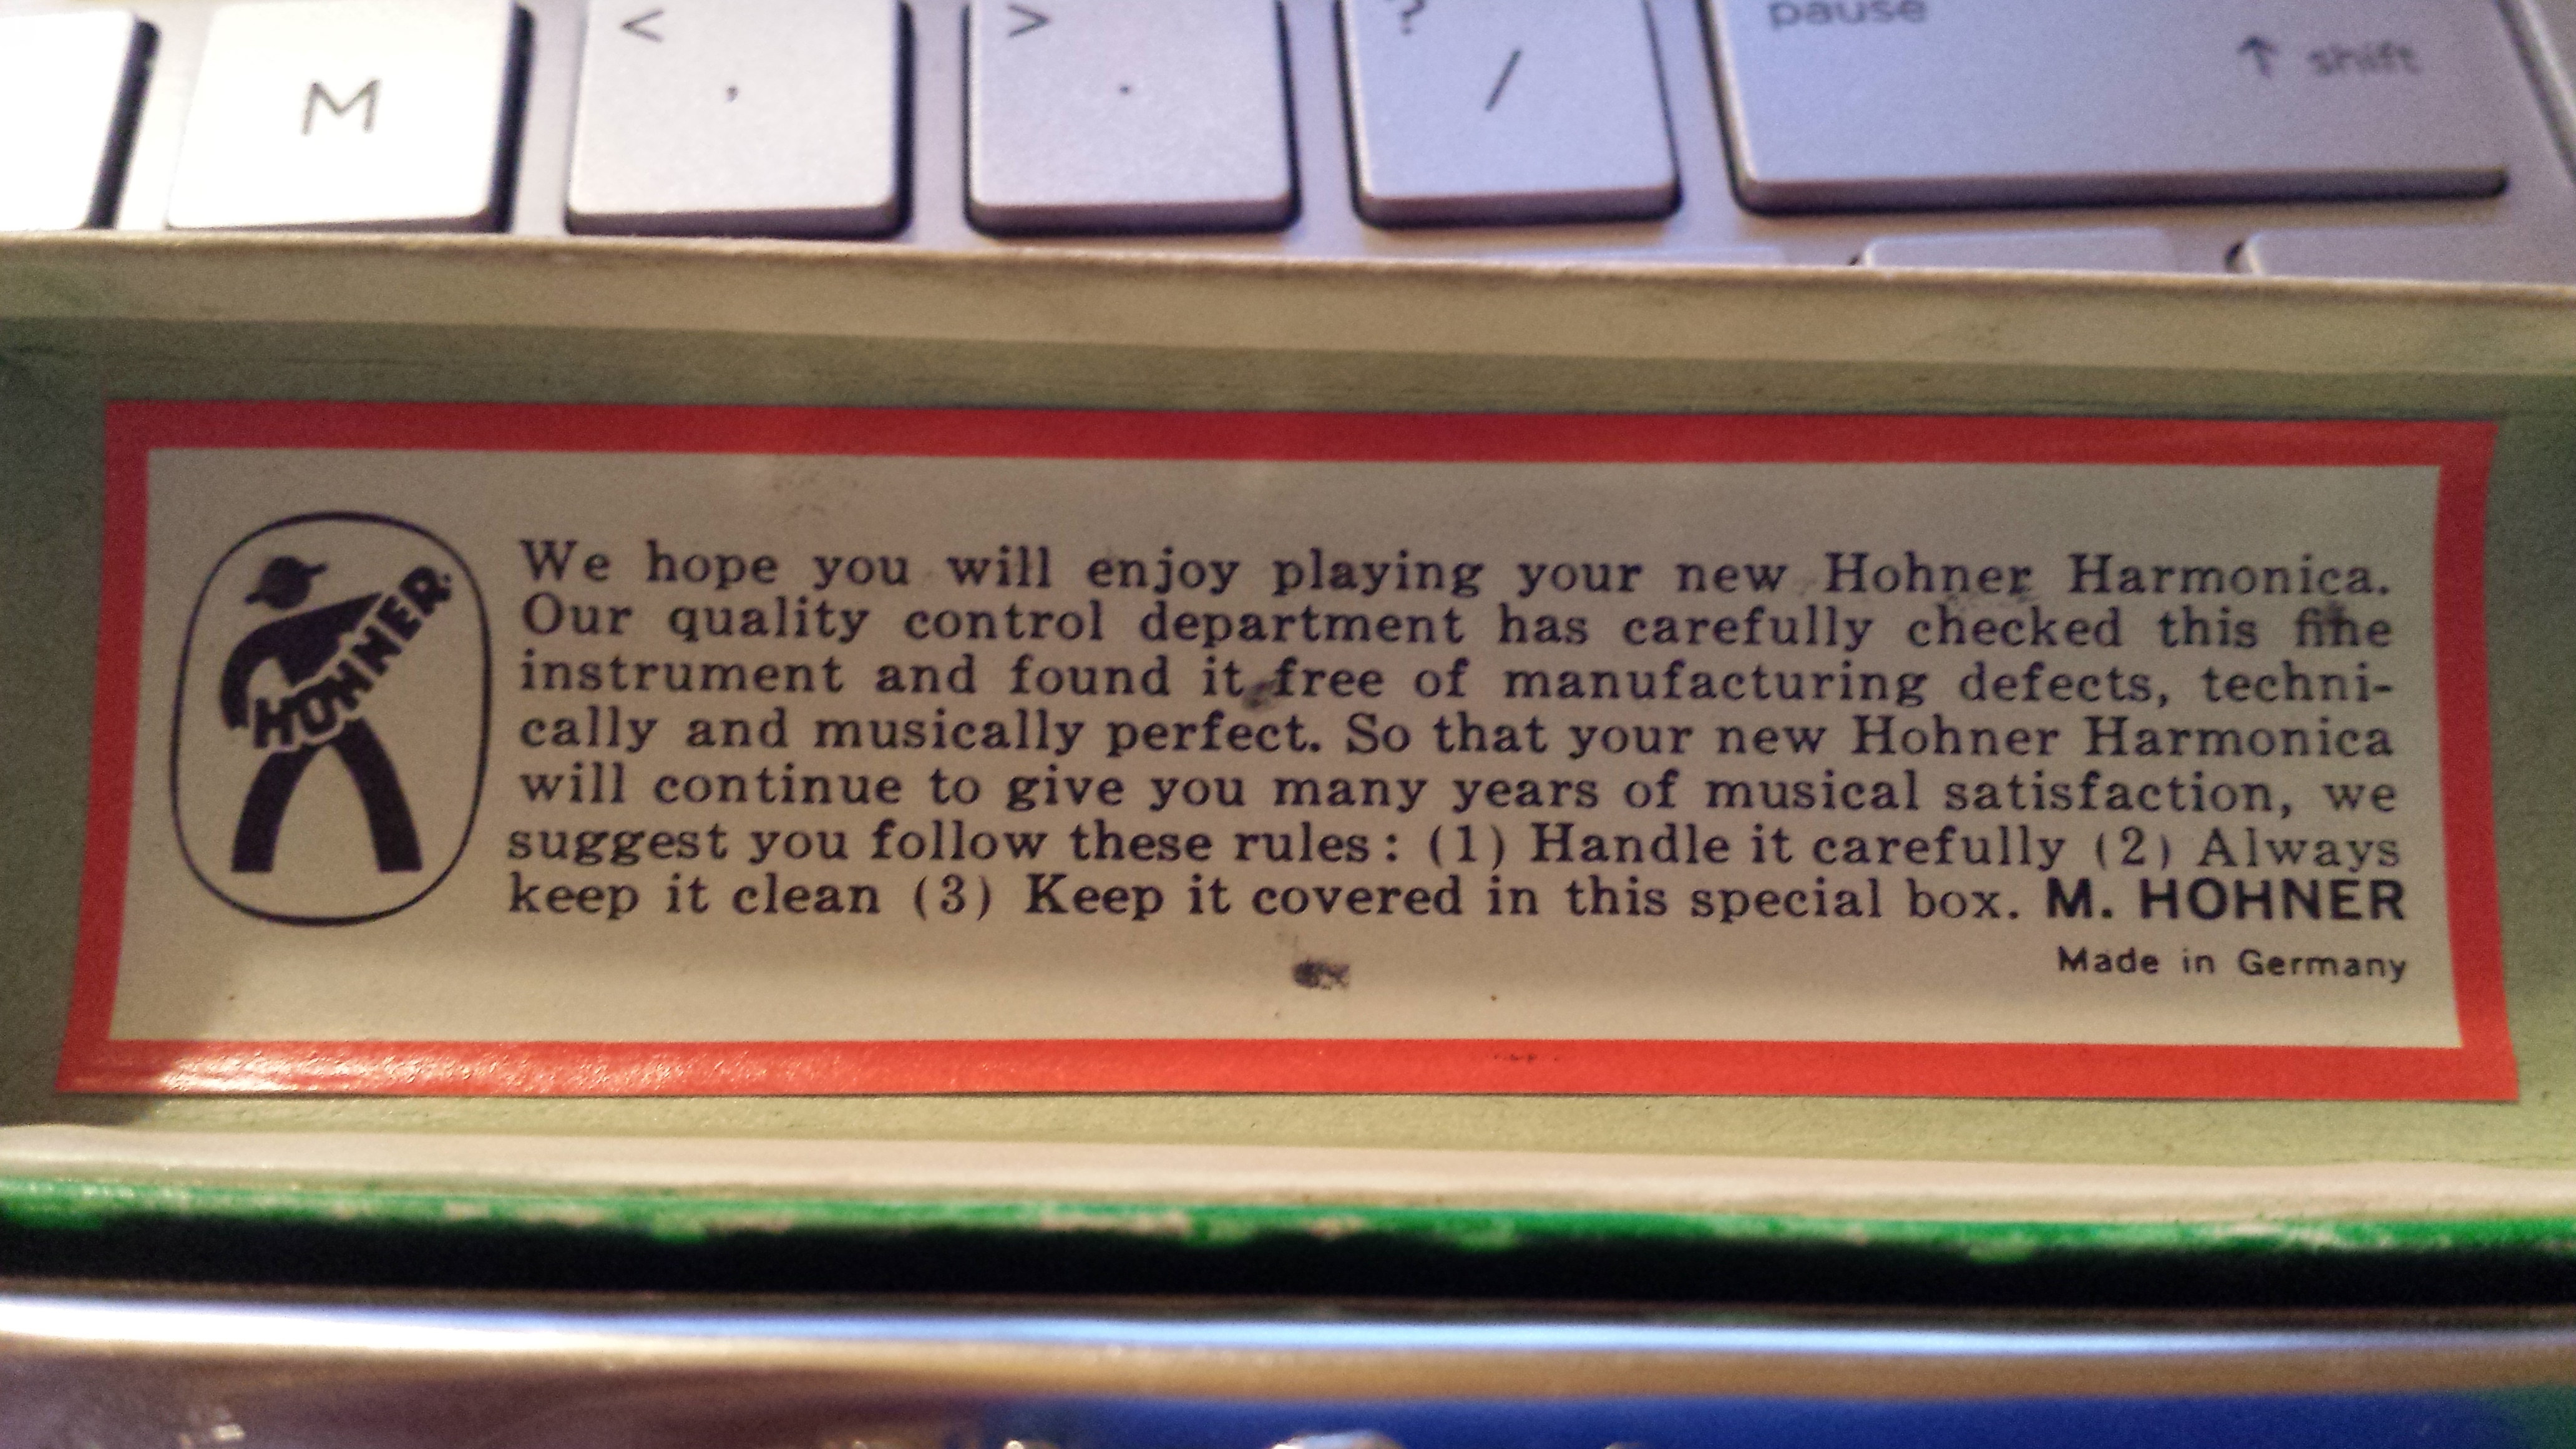 pause
< > ?
M , . / ↑ shift
HOHNER
We hope you will enjoy playing your new Hohner Harmonica.
Our quality control department has carefully checked this fine
instrument and found it free of manufacturing defects, techni-
cally and musically perfect. So that your new Hohner Harmonica
will continue to give you many years of musical satisfaction, we
suggest you follow these rules: (1) Handle it carefully (2) Always
keep it clean (3) Keep it covered in this special box. M. HOHNER
Made in Germany